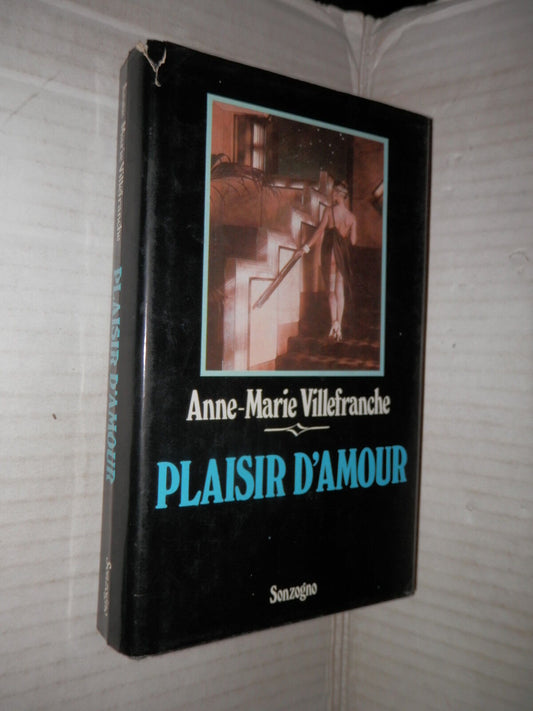 Anne-Marie Villefranche
PLAISIR D'AMOUR
Sonzogno
Anne-Marie Villefranche
PLAISIR D'AMOUR
Sonzogno